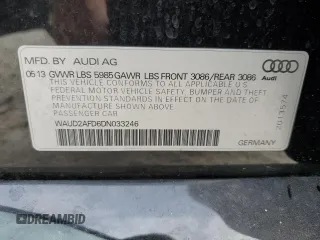 MFD. BY AUDI AG
05.13 GVWR LBS 5985 GAWR LBS FRONT 3086/REAR 3086
THIS VEHICLE CONFORMS TO ALL APPLICABLE U.S.
FEDERAL MOTOR VEHICLE SAFETY, BUMPER AND THEFT
PREVENTION STANDARDS IN EFFECT ON THE DATE OF
MANUFACTURE SHOWN ABOVE.
PASSENGER CAR
WAUD2AFD6DN033246
GERMANY
Audi
AUTOBIDMASTER